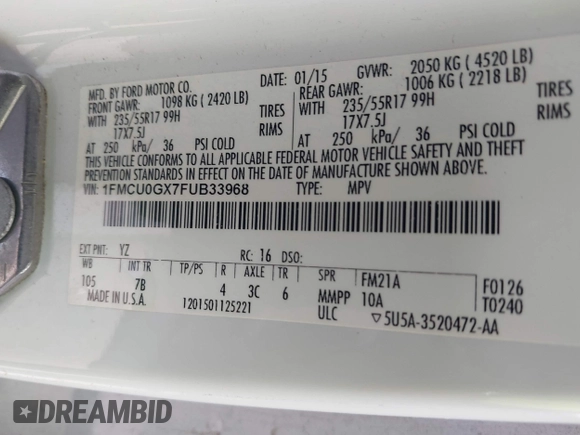 MFD. BY FORD MOTOR CO. DATE: 01/15 GVWR: 2050 KG ( 4520 LB)
FRONT GAWR: 1098 KG ( 2420 LB) REAR GAWR: 1006 KG ( 2218 LB)
WITH 235/55R17 99H TIRES WITH 235/55R17 99H TIRES
17X7.5J RIMS 17X7.5J RIMS
AT 250 kPa/ 36 PSI COLD AT 250 kPa/ 36 PSI COLD
THIS VEHICLE CONFORMS TO ALL APPLICABLE FEDERAL MOTOR VEHICLE SAFETY AND THEFT
PREVENTION STANDARDS IN EFFECT ON THE DATE OF MANUFACTURE SHOWN ABOVE.
VIN: 1FMCU0GX7FUB33968 TYPE: MPV
EXT PNT: YZ RC: 16 DSO:
WB INT TR TP/PS R AXLE TR SPR FM21A F0126
105 7B 4 3C 6 MMPP 10A T0240
MADE IN U.S.A. 1201501125221 ULC 5U5A-3520472-AA
DREAMBID